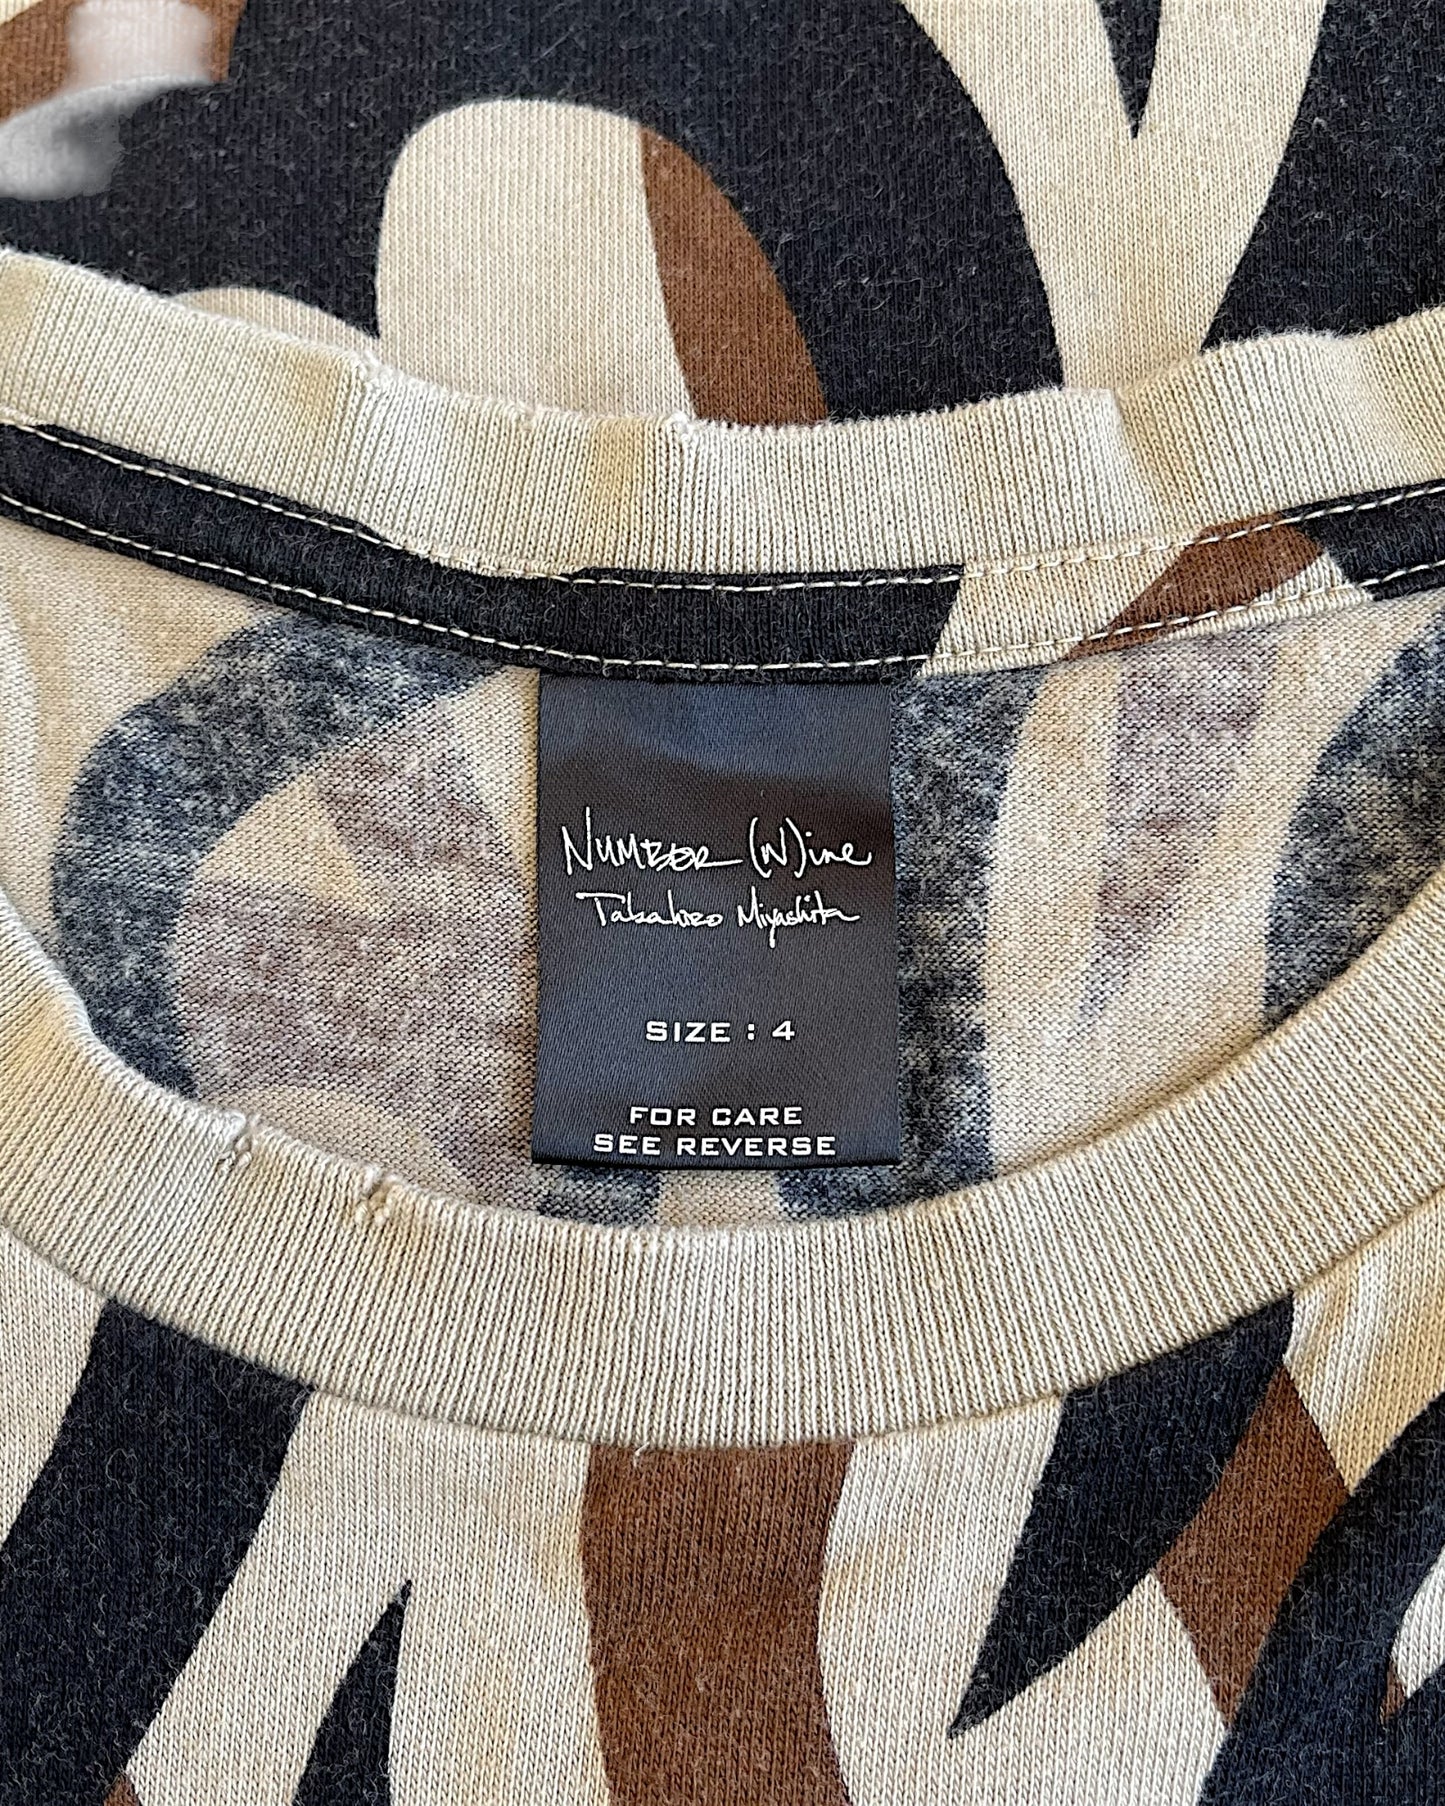 NUMBER (N)ine
Takahiro Miyashita
SIZE : 4
FOR CARE
SEE REVERSE